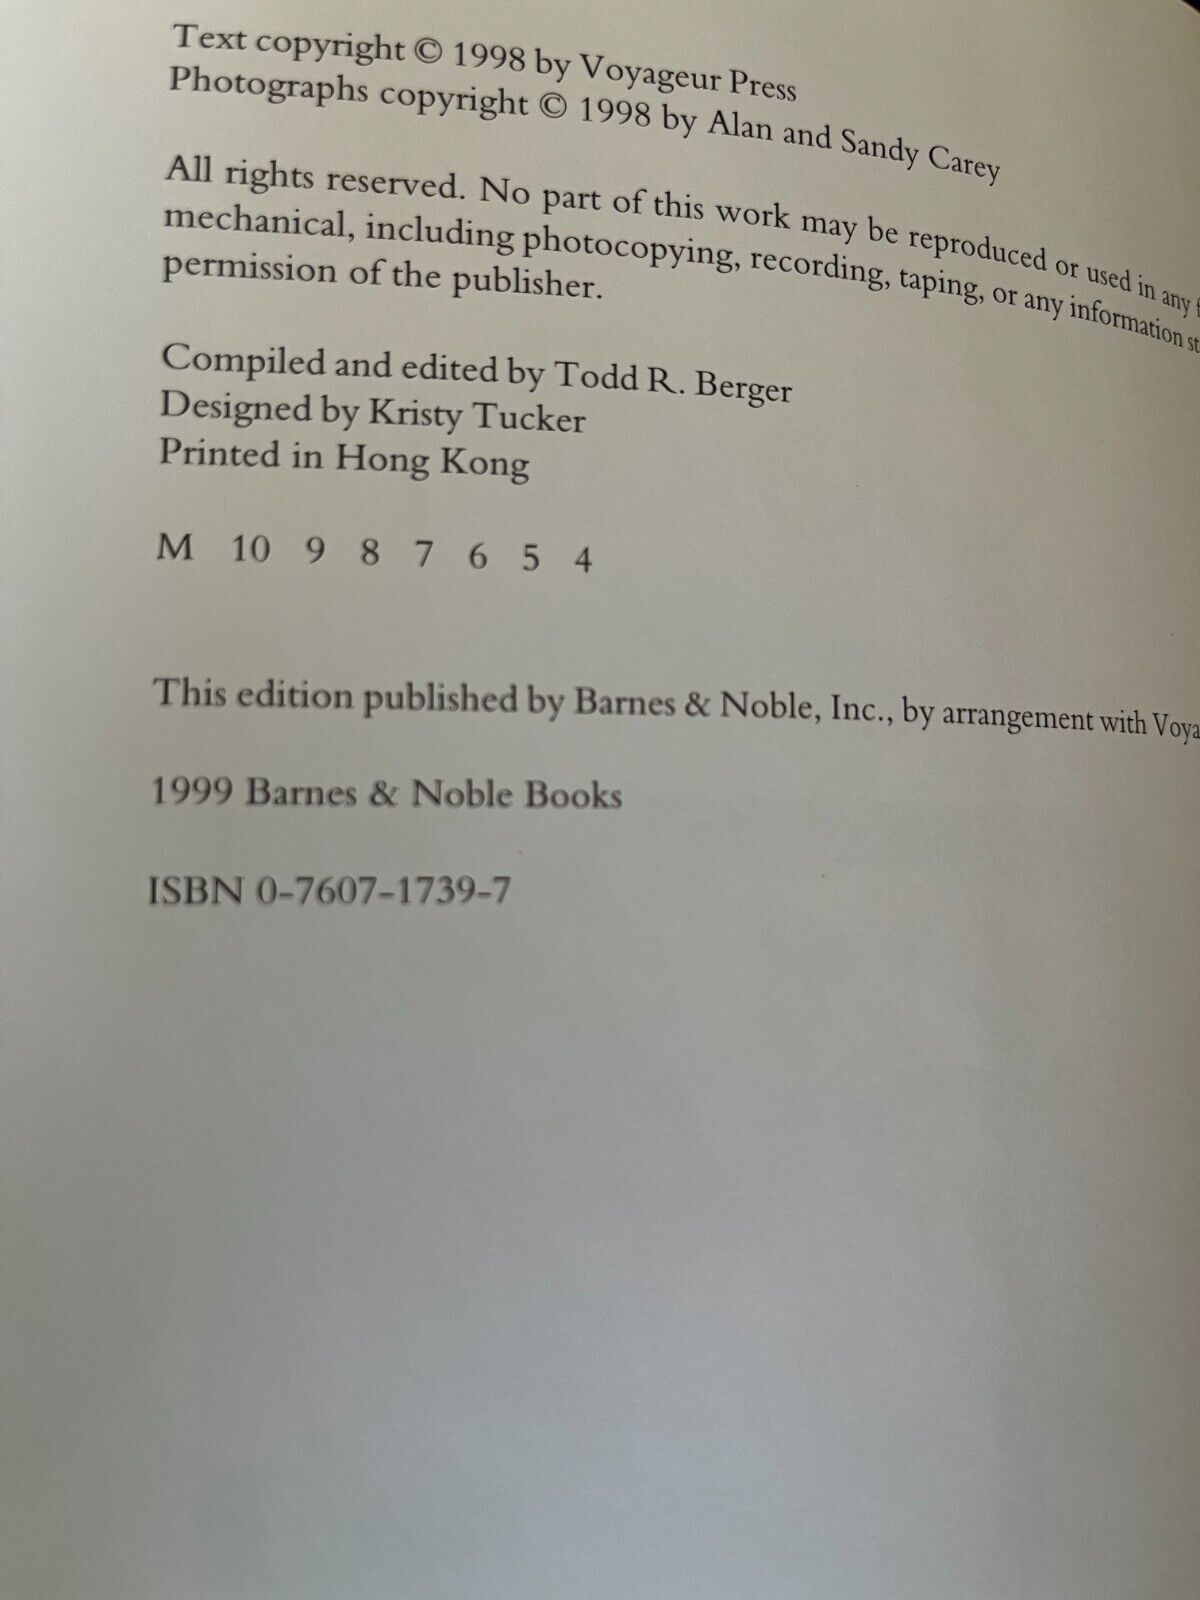 Text copyright © 1998 by Voyageur Press
Photographs copyright © 1998 by Alan and Sandy Carey
All rights reserved. No part of this work may be reproduced or used in any
mechanical, including photocopying, recording, taping, or any information
permission of the publisher.
Compiled and edited by Todd R. Berger
Designed by Kristy Tucker
Printed in Hong Kong
M 10 9 8 7 6 5 4
This edition published by Barnes & Noble, Inc., by arrangement with
1999 Barnes & Noble Books
ISBN 0-7607-1739-7